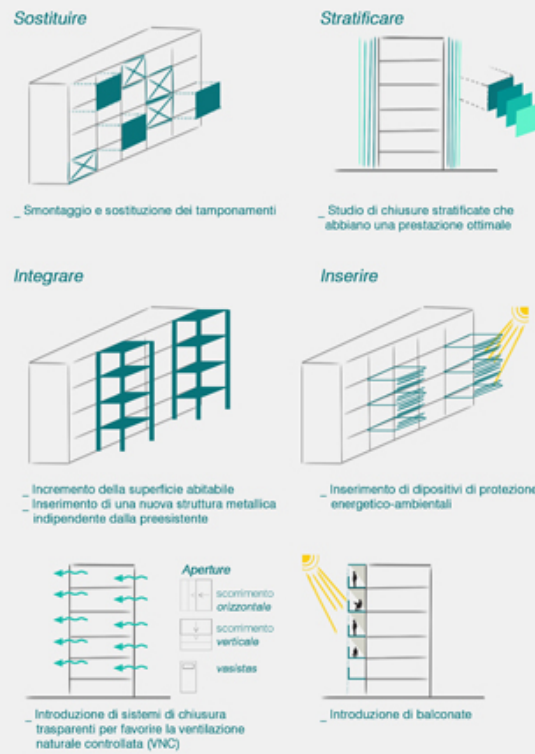 Sostituire
_ Smontaggio e sostituzione dei tamponamenti
Stratificare
_ Studio di chiusure stratificate che
abbiano una prestazione ottimale
Integrare
_ Incremento della superficie abitabile
_ Inserimento di una nuova struttura metallica
indipendente dalla preesistente
Inserire
_ Inserimento di dipositivi di protezione
energetico-ambientali
Aperture
scorrimento
orizzontale
scorrimento
verticale
vasistas
_ Introduzione di sistemi di chiusura
trasparenti per favorire la ventilazione
naturale controllata (VNC)
_ Introduzione di balconate